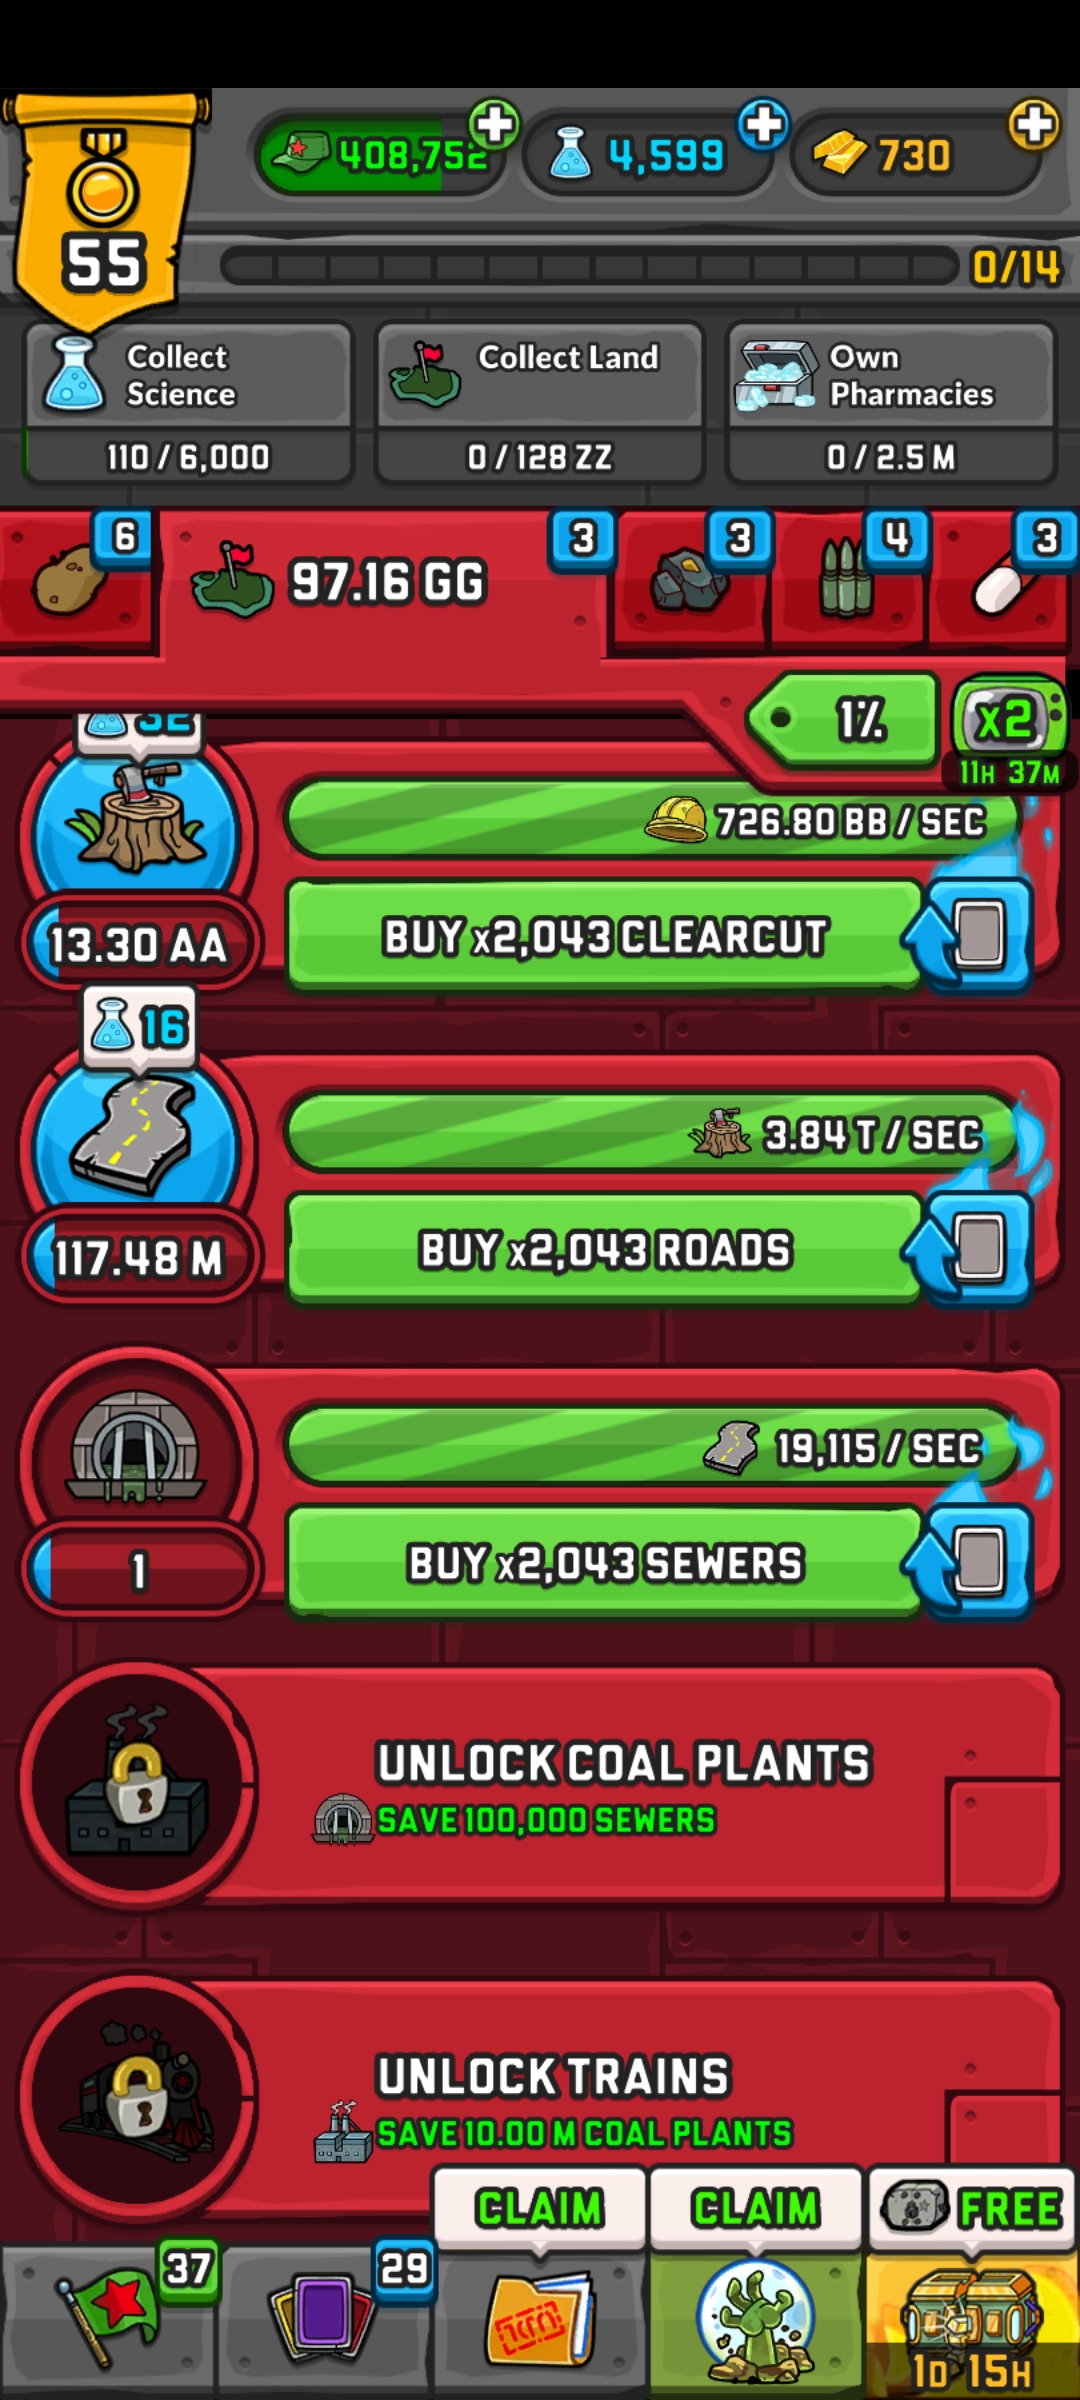 408,752
4,599
730
55
0/14
Collect Science
110 / 6,000
Collect Land
0 / 128 ZZ
Own Pharmacies
0 / 2.5 M
6
97.16 GG
3
3
4
3
1%
x2
11H 37M
32
726.80 BB / SEC
13.30 AA
BUY x2,043 CLEARCUT
16
3.84 T / SEC
117.48 M
BUY x2,043 ROADS
19,115 / SEC
1
BUY x2,043 SEWERS
UNLOCK COAL PLANTS
SAVE 100,000 SEWERS
UNLOCK TRAINS
SAVE 10.00 M COAL PLANTS
CLAIM
CLAIM
FREE
37
29
1D 15H